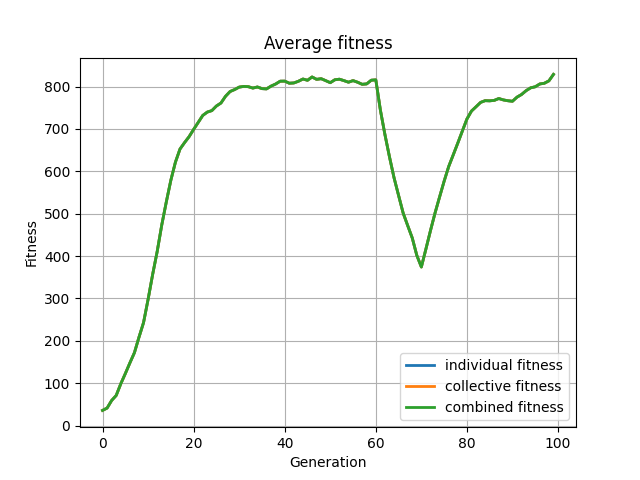 Average fitness
Fitness
800
700
600
500
400
300
200
100
0
0 20 40 60 80 100
Generation
individual fitness
collective fitness
combined fitness